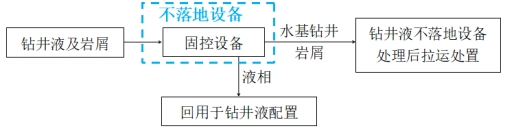 不落地设备
钻井液及岩屑
固控设备
水基钻井
岩屑
钻井液不落地设备
处理后拉运处置
液相
回用于钻井液配置